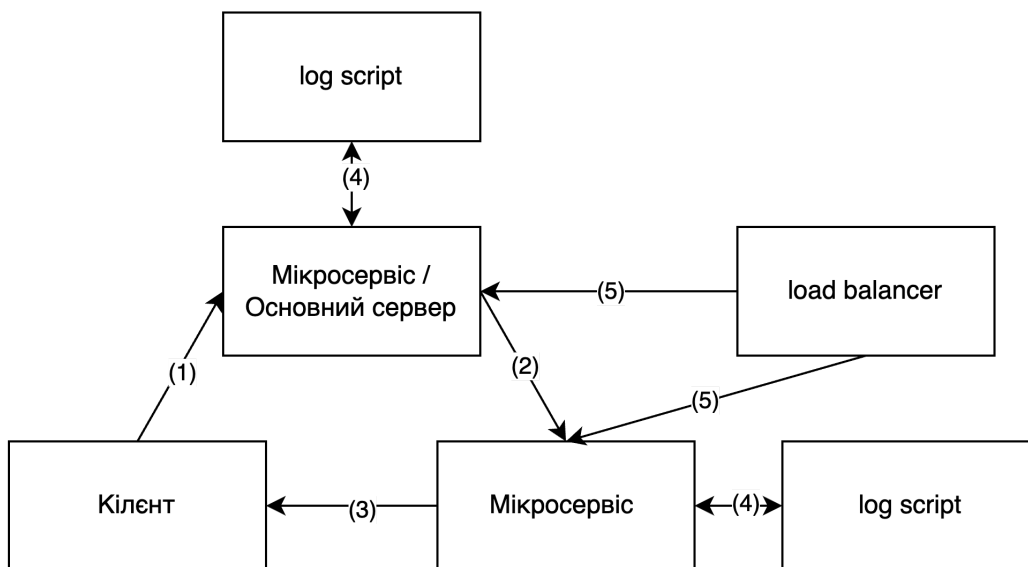 log script
(4)
Мікросервіс /
Основний сервер
(5)
load balancer
(1)
(2)
(5)
Кілєнт
(3)
Мікросервіс
(4)
log script